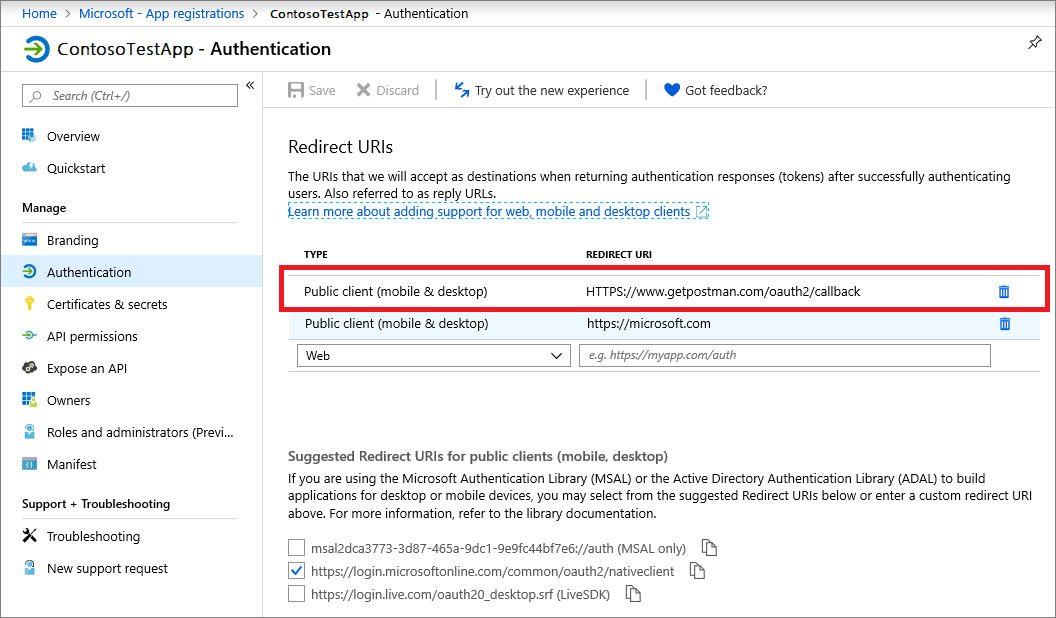 Home > Microsoft - App registrations > ContosoTestApp - Authentication
ContosoTestApp - Authentication
Search (Ctrl+/)
«
Overview
Quickstart
Manage
Branding
Authentication
Certificates & secrets
API permissions
Expose an API
Owners
Roles and administrators (Previ...
Manifest
Support + Troubleshooting
Troubleshooting
New support request
Save
Discard
Try out the new experience
Got feedback?
Redirect URIs
The URIs that we will accept as destinations when returning authentication responses (tokens) after successfully authenticating
users. Also referred to as reply URLs.
Learn more about adding support for web, mobile and desktop clients
TYPE REDIRECT URI
Public client (mobile & desktop) HTTPS://www.getpostman.com/oauth2/callback
Public client (mobile & desktop) https://microsoft.com
Web e.g. https://myapp.com/auth
Suggested Redirect URIs for public clients (mobile, desktop)
If you are using the Microsoft Authentication Library (MSAL) or the Active Directory Authentication Library (ADAL) to build
applications for desktop or mobile devices, you may select from the suggested Redirect URIs below or enter a custom redirect URI
above. For more information, refer to the library documentation.
msal2dca3773-3d87-465a-9dc1-9e9fc44bf7e6://auth (MSAL only)
https://login.microsoftonline.com/common/oauth2/nativeclient
https://login.live.com/oauth20_desktop.srf (LiveSDK)